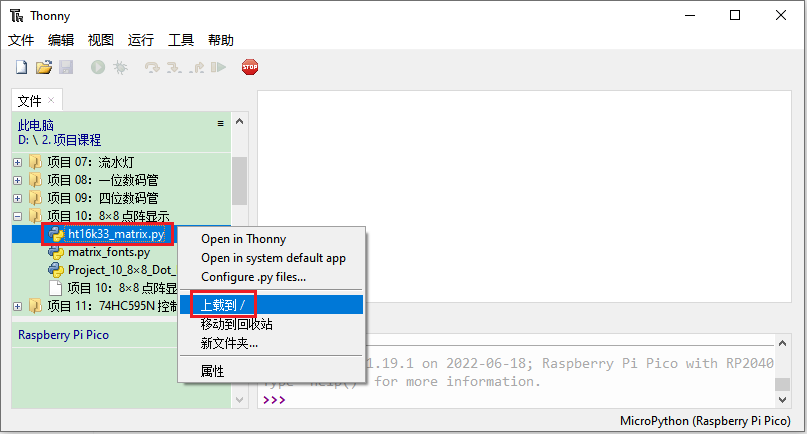 Thonny
文件 编辑 视图 运行 工具 帮助
STOP
文件
此电脑
D: \ 2. 项目课程
项目 07：流水灯
项目 08：一位数码管
项目 09：四位数码管
项目 10：8×8 点阵显示
ht16k33_matrix.py
matrix_fonts.py
Project_10_8×8_Dot_
项目 10：8×8 点阵显
项目 11：74HC595N 控制
Raspberry Pi Pico
Open in Thonny
Open in system default app
Configure .py files...
上载到 /
移动到回收站
新文件夹...
属性
1.19.1 on 2022-06-18; Raspberry Pi Pico with RP2040
Type "help()" for more information.
>>>
MicroPython (Raspberry Pi Pico)